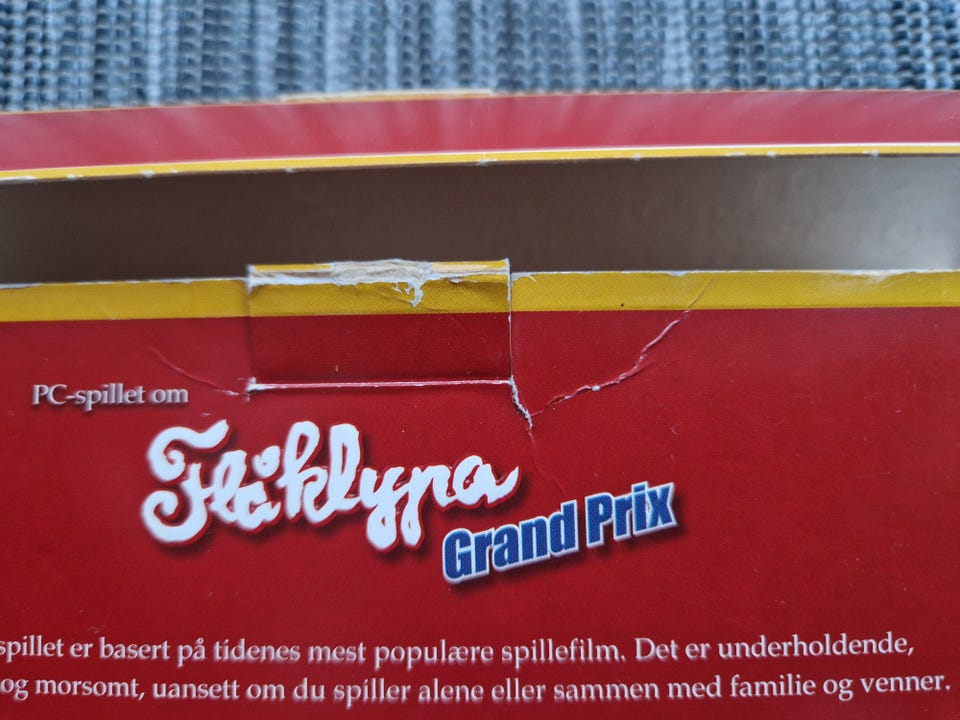 PC-spillet om
Flåklypa
Grand Prix
spillet er basert på tidenes mest populære spillefilm. Det er underholdende,
og morsomt, uansett om du spiller alene eller sammen med familie og venner.